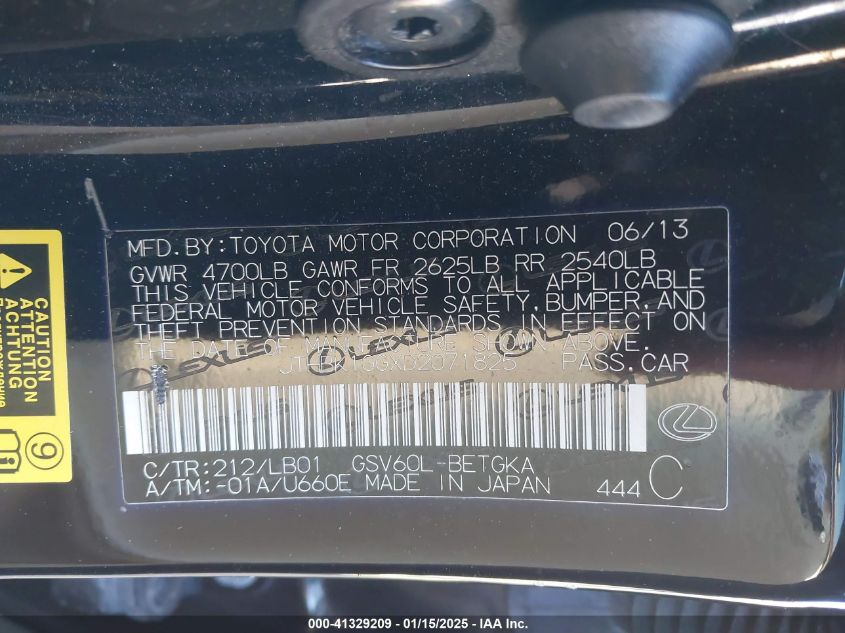 MFD.BY:TOYOTA MOTOR CORPORATION 06/13
GVWR 4700LB GAWR FR 2625LB RR 2540LB
THIS VEHICLE CONFORMS TO ALL APPLICABLE
FEDERAL MOTOR VEHICLE SAFETY, BUMPER, AND
THEFT PREVENTION STANDARDS IN EFFECT ON
THE DATE OF MANUFACTURE SHOWN ABOVE.
PASS.CAR
C/TR:212/LB01 GSV60L-BETGKA
A/TM:-01A/U660E MADE IN JAPAN 444 C
LEXUS
CAUTION
ATTENTION
ACHTUNG
9
000-41329209 - 01/15/2025 - IAA Inc.